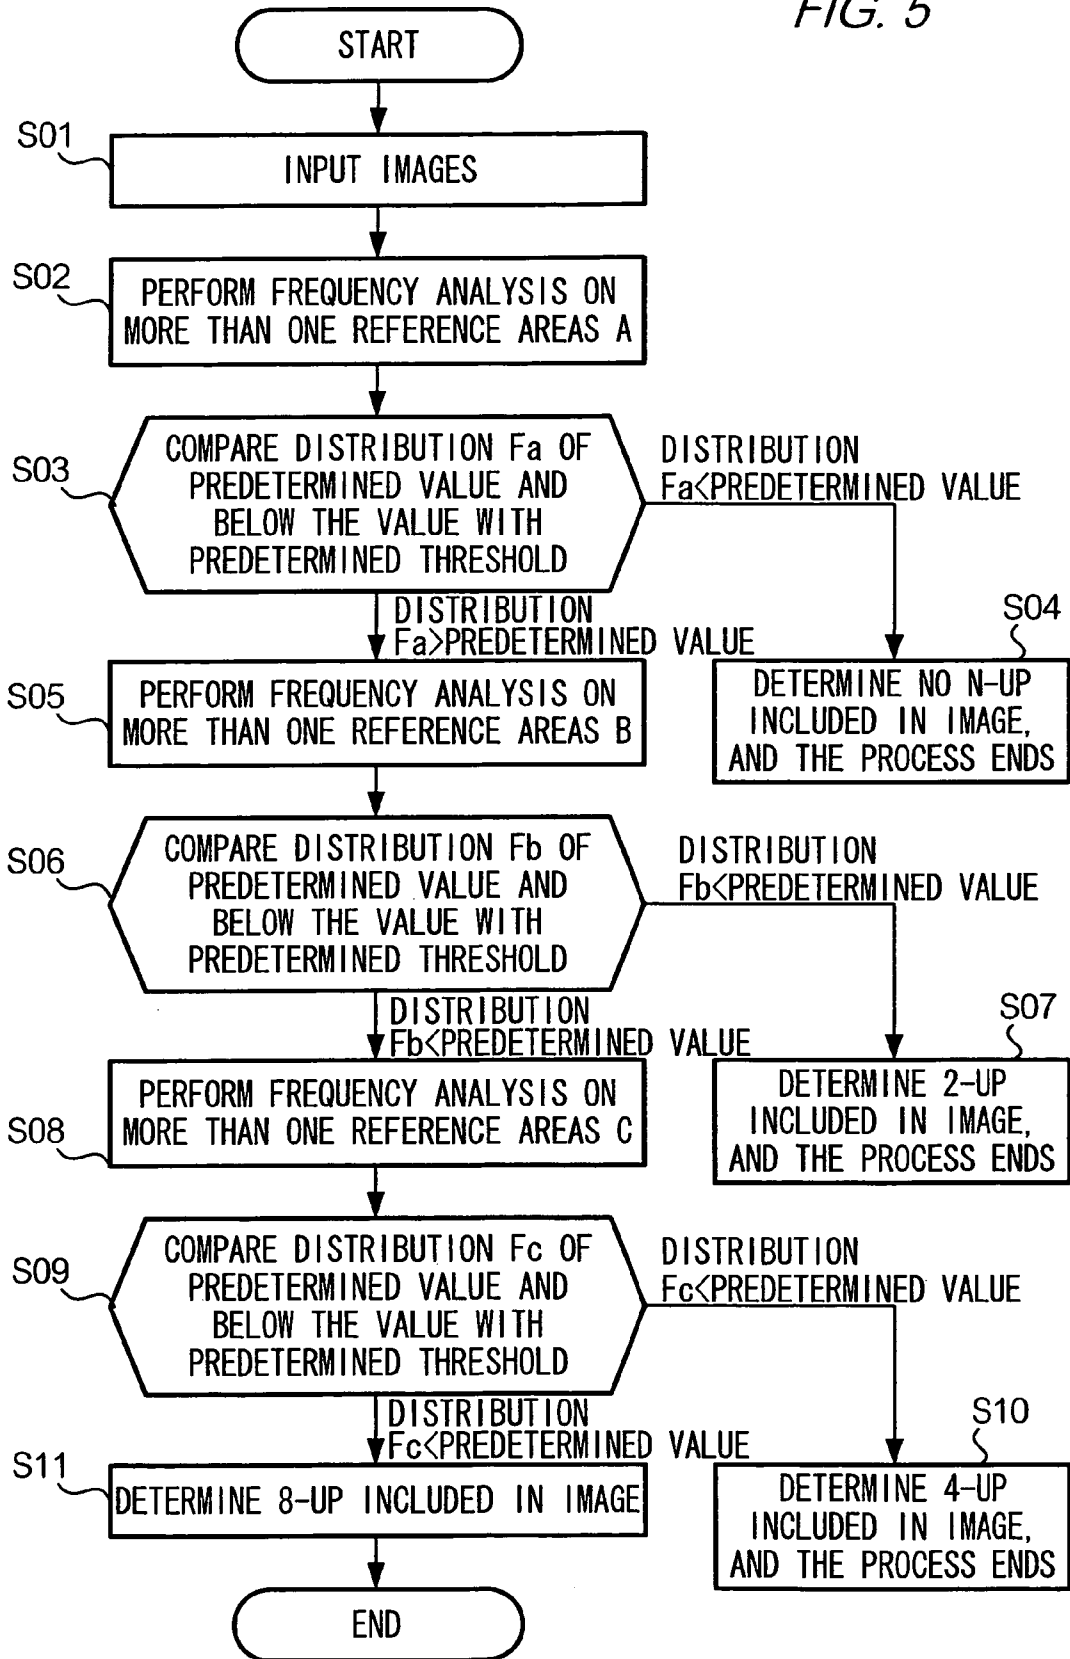 FIG. 5
START
S01
INPUT IMAGES
S02
PERFORM FREQUENCY ANALYSIS ON
MORE THAN ONE REFERENCE AREAS A
S03
COMPARE DISTRIBUTION Fa OF
PREDETERMINED VALUE AND
BELOW THE VALUE WITH
PREDETERMINED THRESHOLD
DISTRIBUTION
Fa<PREDETERMINED VALUE
DISTRIBUTION
Fa>PREDETERMINED VALUE
S04
DETERMINE NO N-UP
INCLUDED IN IMAGE,
AND THE PROCESS ENDS
S05
PERFORM FREQUENCY ANALYSIS ON
MORE THAN ONE REFERENCE AREAS B
S06
COMPARE DISTRIBUTION Fb OF
PREDETERMINED VALUE AND
BELOW THE VALUE WITH
PREDETERMINED THRESHOLD
DISTRIBUTION
Fb<PREDETERMINED VALUE
DISTRIBUTION
Fb<PREDETERMINED VALUE
S07
DETERMINE 2-UP
INCLUDED IN IMAGE,
AND THE PROCESS ENDS
S08
PERFORM FREQUENCY ANALYSIS ON
MORE THAN ONE REFERENCE AREAS C
S09
COMPARE DISTRIBUTION Fc OF
PREDETERMINED VALUE AND
BELOW THE VALUE WITH
PREDETERMINED THRESHOLD
DISTRIBUTION
Fc<PREDETERMINED VALUE
DISTRIBUTION
Fc<PREDETERMINED VALUE
S10
DETERMINE 4-UP
INCLUDED IN IMAGE,
AND THE PROCESS ENDS
S11
DETERMINE 8-UP INCLUDED IN IMAGE
END